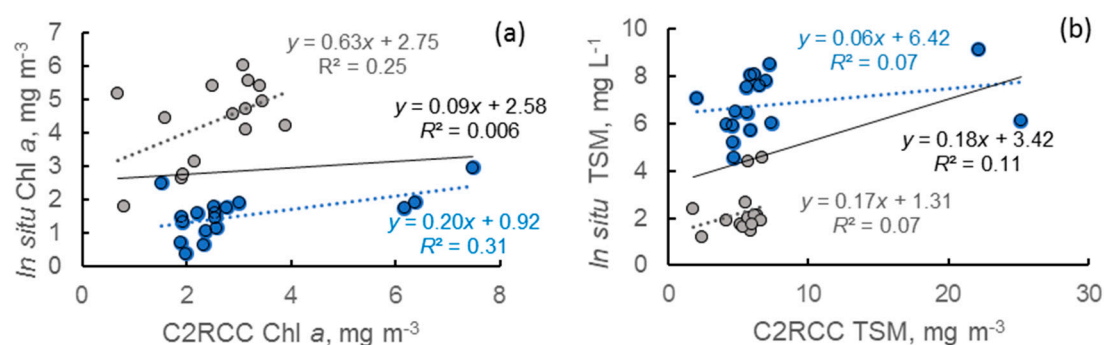 (a)
In situ Chl a, mg m-3
7
6
5
4
3
2
1
0
y = 0.63x + 2.75
R² = 0.25
y = 0.09x + 2.58
R² = 0.006
y = 0.20x + 0.92
R² = 0.31
0 2 4 6 8
C2RCC Chl a, mg m-3
(b)
In situ TSM, mg L-1
10
8
6
4
2
0
y = 0.06x + 6.42
R² = 0.07
y = 0.18x + 3.42
R² = 0.11
y = 0.17x + 1.31
R² = 0.07
0 10 20 30
C2RCC TSM, mg m-3